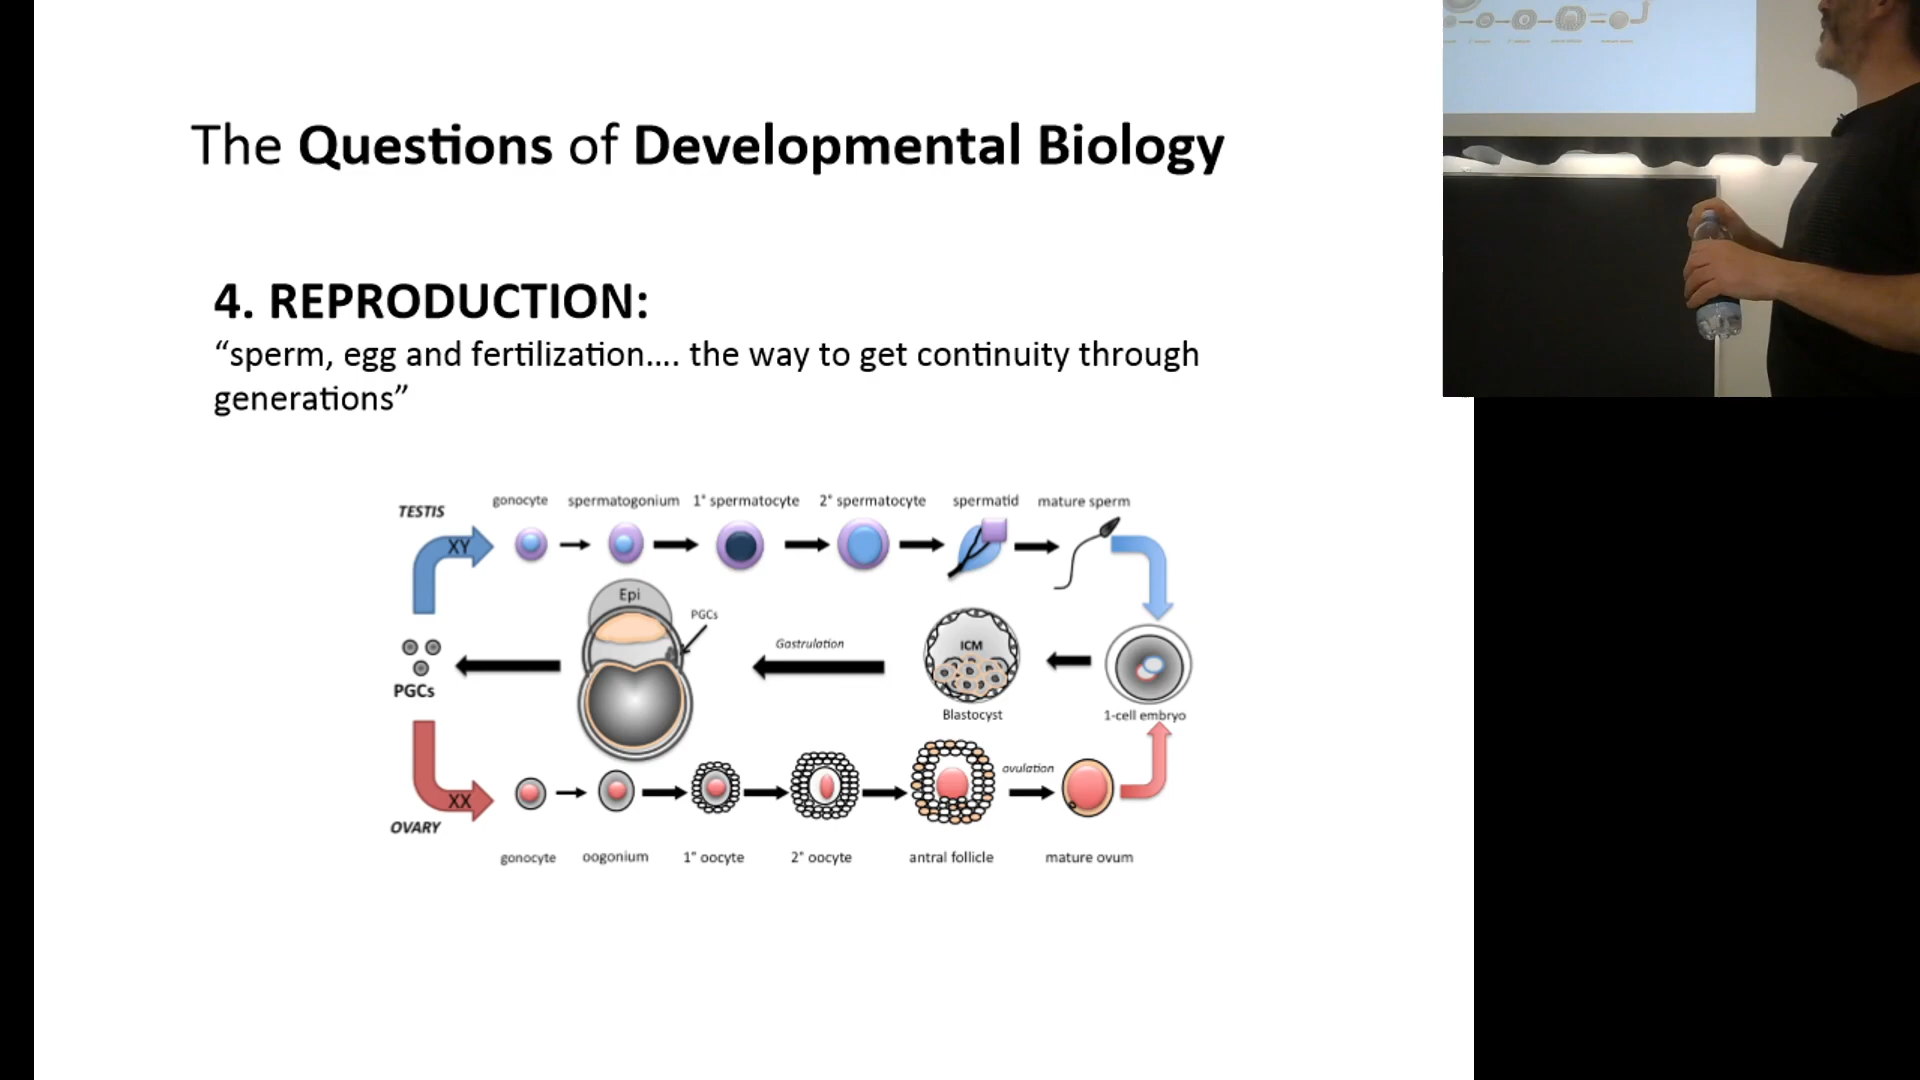 The Questions of Developmental Biology
4. REPRODUCTION:
“sperm, egg and fertilization…. the way to get continuity through
generations”
TESTIS
gonocyte
spermatogonium
1° spermatocyte
2° spermatocyte
spermatid
mature sperm
XY
Epi
PGCs
Gastrulation
ICM
PGCs
Blastocyst
1-cell embryo
ovulation
XX
OVARY
gonocyte
oogonium
1° oocyte
2° oocyte
antral follicle
mature ovum